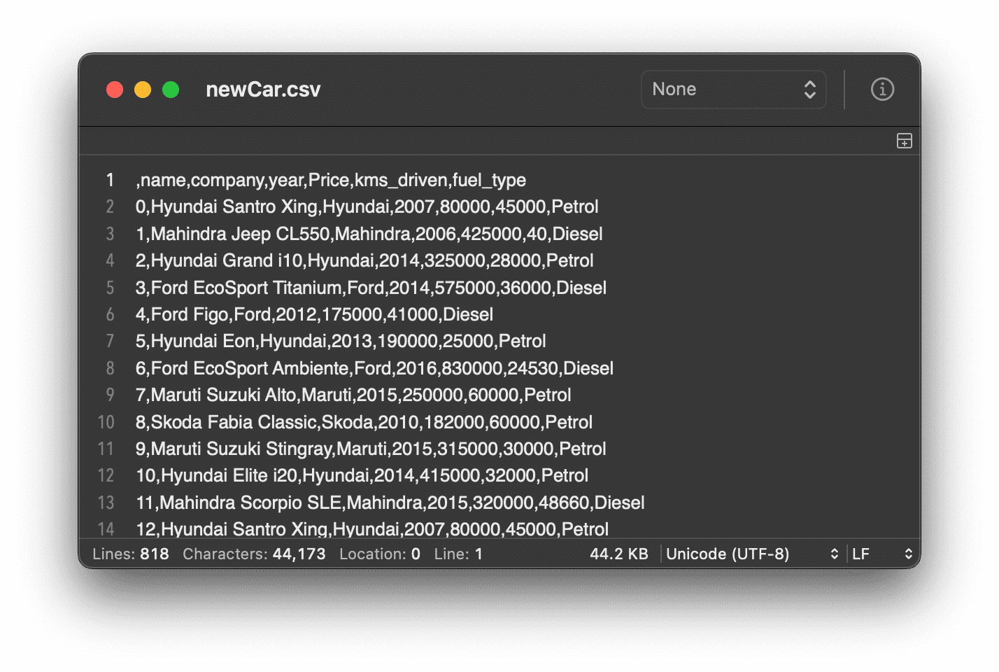 newCar.csv
None
1 ,name,company,year,Price,kms_driven,fuel_type
2 0,Hyundai Santro Xing,Hyundai,2007,80000,45000,Petrol
3 1,Mahindra Jeep CL550,Mahindra,2006,425000,40,Diesel
4 2,Hyundai Grand i10,Hyundai,2014,325000,28000,Petrol
5 3,Ford EcoSport Titanium,Ford,2014,575000,36000,Diesel
6 4,Ford Figo,Ford,2012,175000,41000,Diesel
7 5,Hyundai Eon,Hyundai,2013,190000,25000,Petrol
8 6,Ford EcoSport Ambiente,Ford,2016,830000,24530,Diesel
9 7,Maruti Suzuki Alto,Maruti,2015,250000,60000,Petrol
10 8,Skoda Fabia Classic,Skoda,2010,182000,60000,Petrol
11 9,Maruti Suzuki Stingray,Maruti,2015,315000,30000,Petrol
12 10,Hyundai Elite i20,Hyundai,2014,415000,32000,Petrol
13 11,Mahindra Scorpio SLE,Mahindra,2015,320000,48660,Diesel
14 12,Hyundai Santro Xing,Hyundai,2007,80000,45000,Petrol
Lines: 818 Characters: 44,173 Location: 0 Line: 1 44.2 KB Unicode (UTF-8) LF